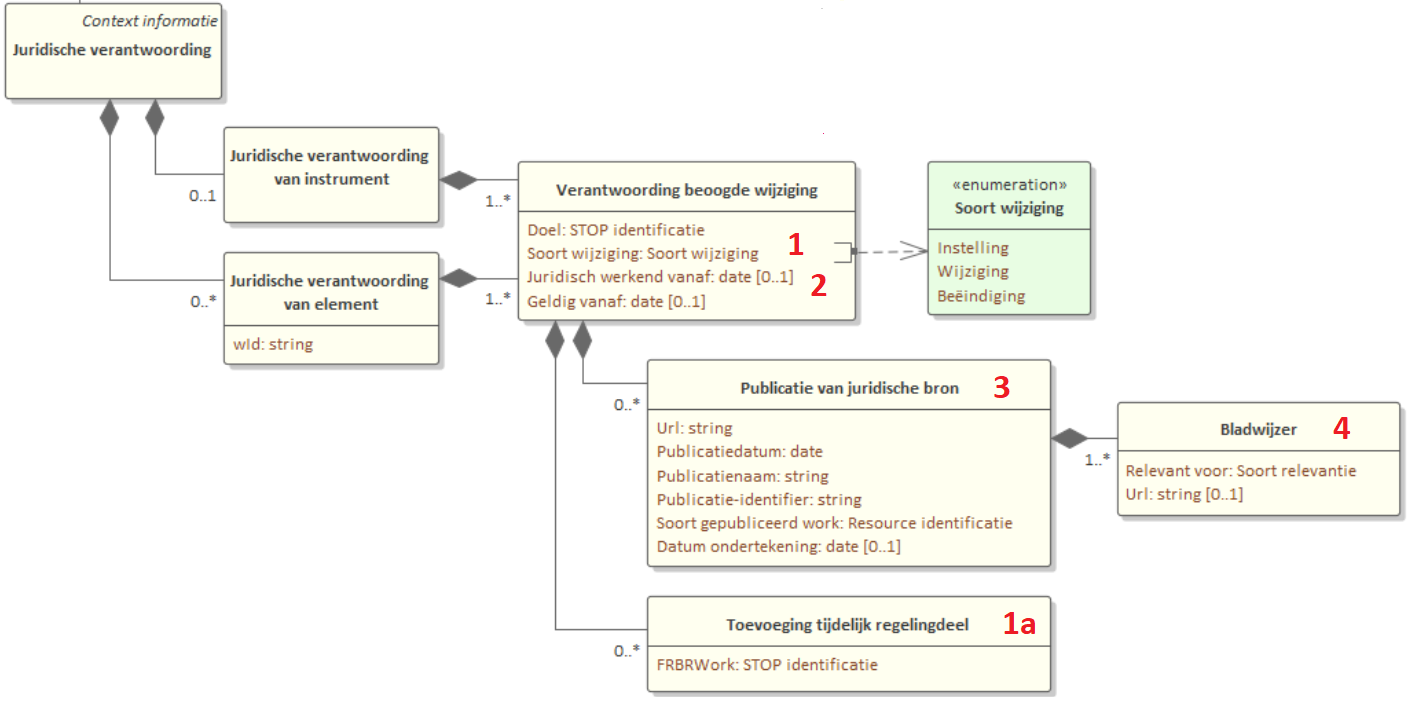 Context informatie
Juridische verantwoording
Juridische verantwoording
van instrument
0..1
1..*
Juridische verantwoording
van element
wId: string
0..*
1..*
Verantwoording beoogde wijziging
Doel: STOP identificatie
Soort wijziging: Soort wijziging
1
Juridisch werkend vanaf: date [0..1]
2
Geldig vanaf: date [0..1]
«enumeration»
Soort wijziging
Instelling
Wijziging
Beëindiging
Publicatie van juridische bron
3
0..*
Url: string
Publicatiedatum: date
Publicatienaam: string
Publicatie-identifier: string
Soort gepubliceerd work: Resource identificatie
Datum ondertekening: date [0..1]
Bladwijzer
4
1..*
Relevant voor: Soort relevantie
Url: string [0..1]
Toevoeging tijdelijk regelingdeel
1a
0..*
FRBRWork: STOP identificatie